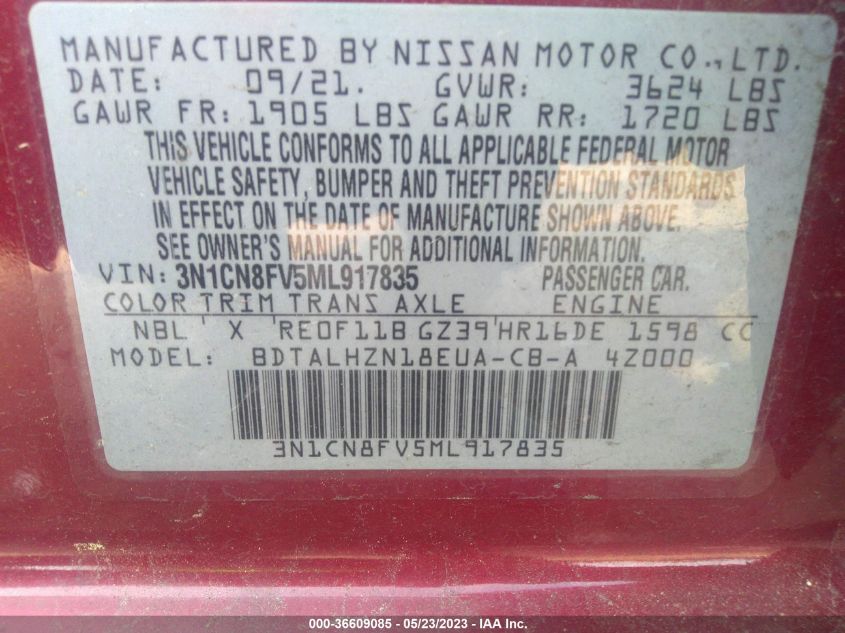 MANUFACTURED BY NISSAN MOTOR CO., LTD.
DATE: 09/21. GVWR: 3624 LBS
GAWR FR: 1905 LBS GAWR RR: 1720 LBS
THIS VEHICLE CONFORMS TO ALL APPLICABLE FEDERAL MOTOR
VEHICLE SAFETY, BUMPER AND THEFT PREVENTION STANDARDS
IN EFFECT ON THE DATE OF MANUFACTURE SHOWN ABOVE.
SEE OWNER'S MANUAL FOR ADDITIONAL INFORMATION.
VIN: 3N1CN8FV5ML917835 PASSENGER CAR.
COLOR TRIM TRANS AXLE ENGINE
NBL ' X ' RE0F11B GZ39 ' HR16DE 1598 CC
MODEL: BDTALHZN18EUA-CB-A 4Z000
3N1CN8FV5ML917835
000-36609085 - 05/23/2023 - IAA Inc.